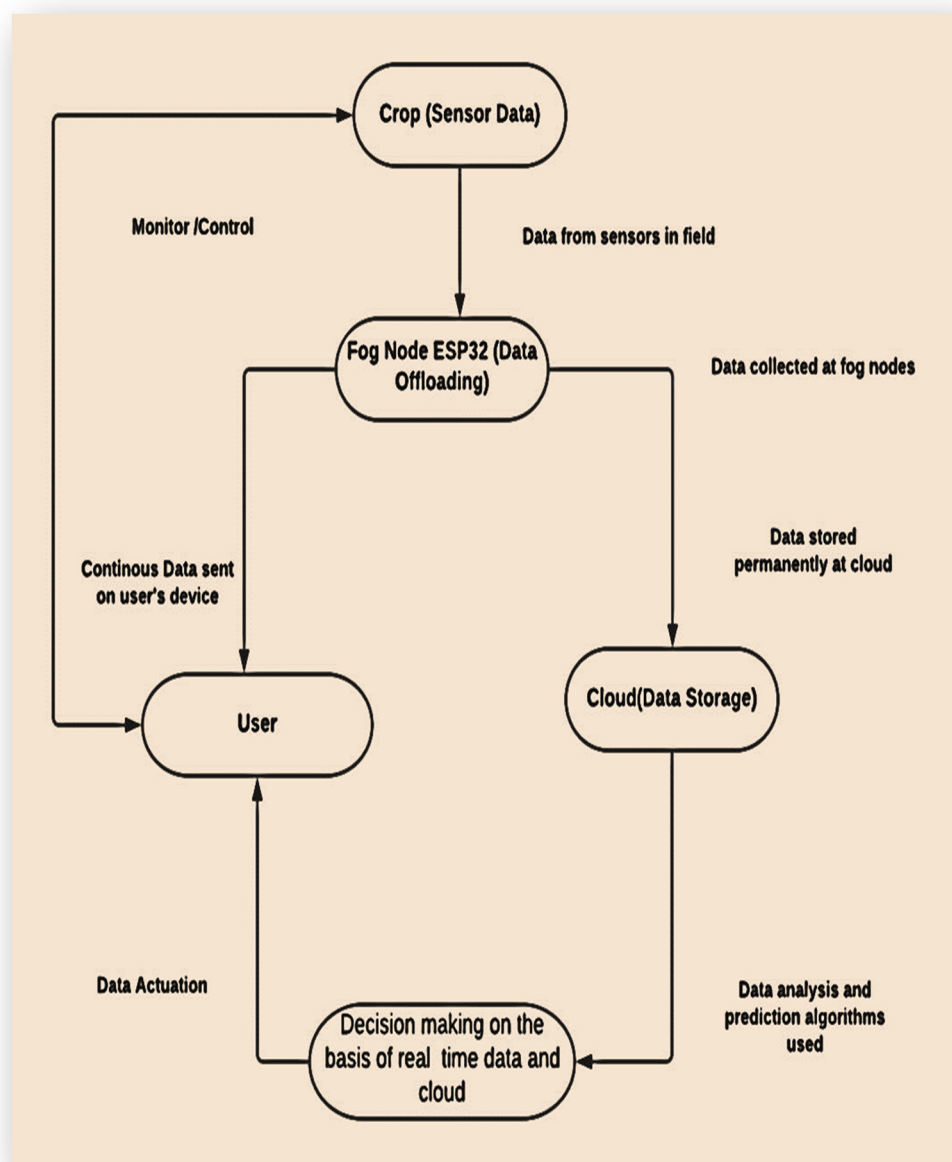 Crop (Sensor Data)
Monitor /Control
Data from sensors in field
Fog Node ESP32 (Data
Offloading)
Data collected at fog nodes
Data stored
permanently at cloud
Continous Data sent
on user's device
Cloud(Data Storage)
User
Data Actuation
Data analysis and
prediction algorithms
used
Decision making on the
basis of real time data and
cloud